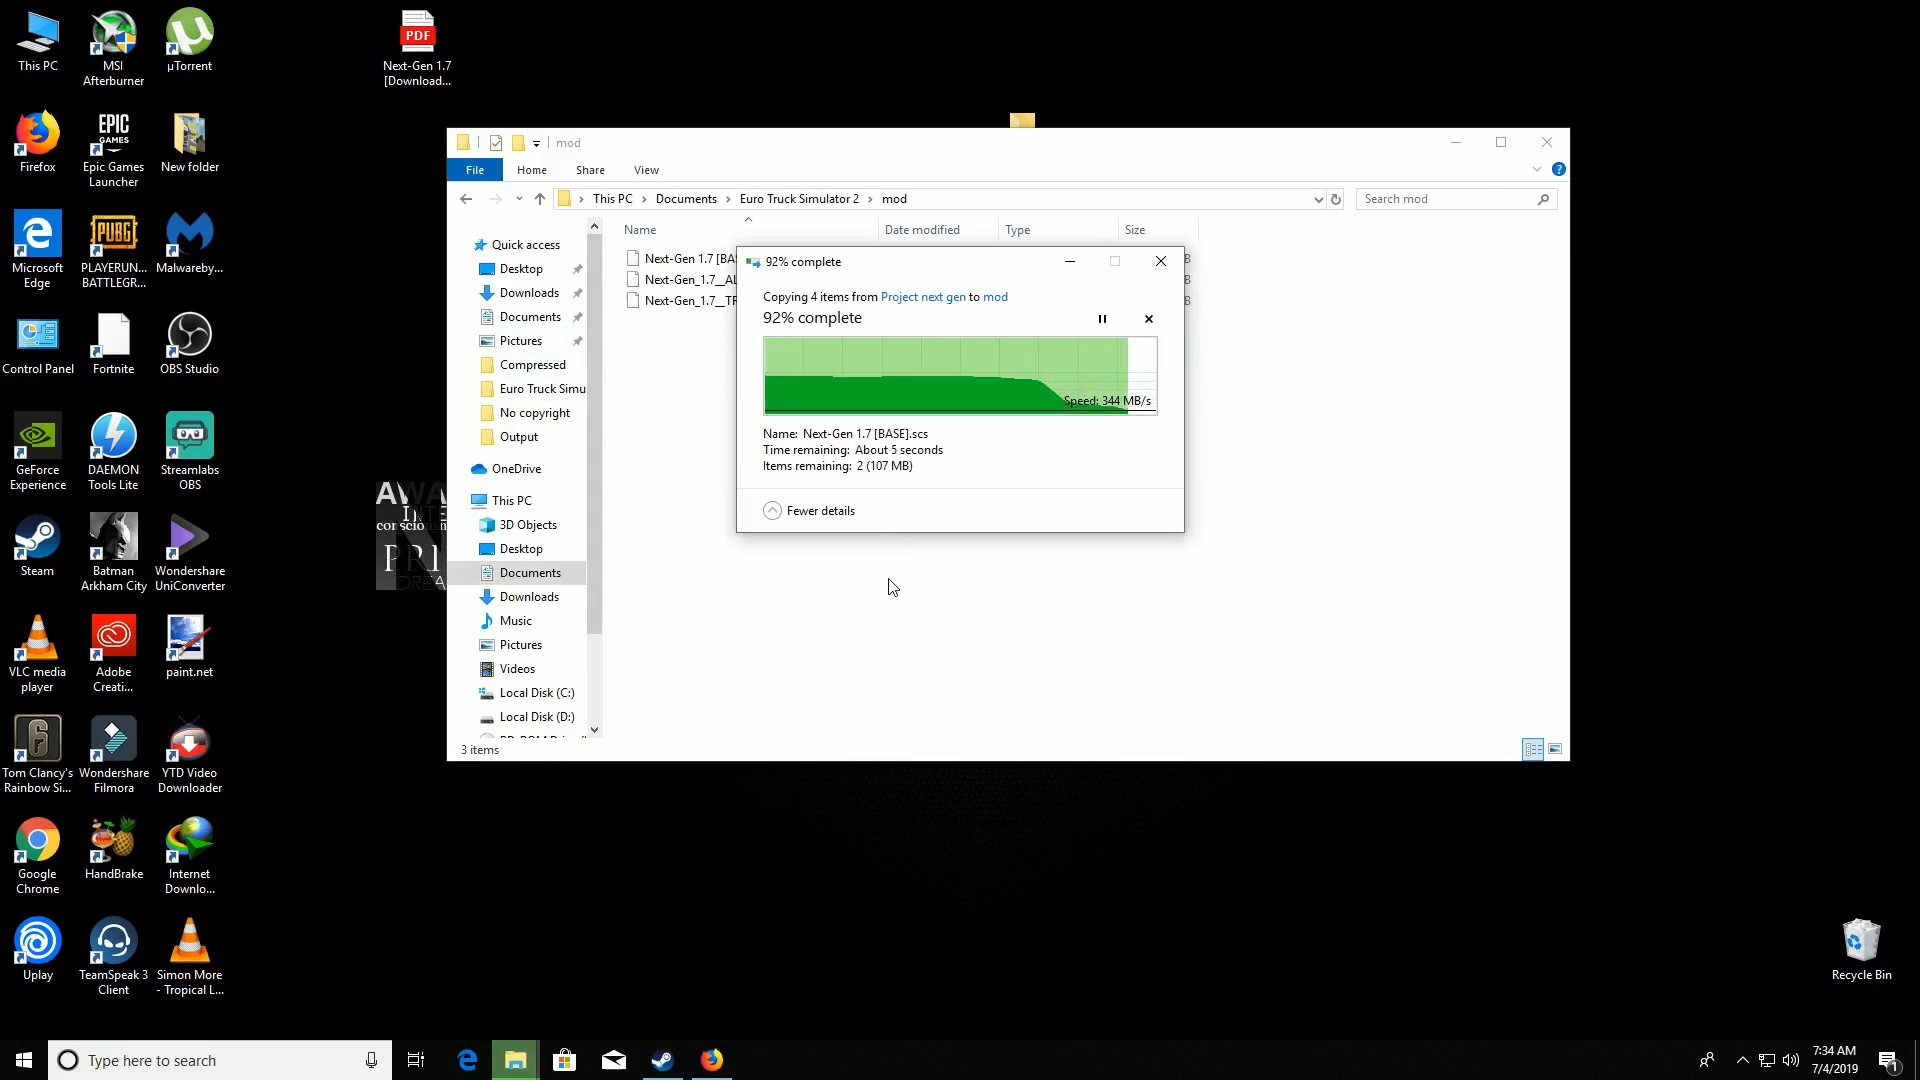 This PC
MSI
Afterburner
µTorrent
PDF
Next-Gen 1.7
[Download...
Firefox
EPIC
GAMES
Epic Games
Launcher
New folder
Microsoft
Edge
PUBG
PLAYERUN...
BATTLEGR...
Malwareby...
Control Panel
Fortnite
OBS Studio
GeForce
Experience
DAEMON
Tools Lite
Streamlabs
OBS
Steam
Batman
Arkham City
Wondershare
UniConverter
VLC media
player
Adobe
Creati...
paint.net
Tom Clancy's
Rainbow Si...
Wondershare
Filmora
YTD Video
Downloader
Google
Chrome
HandBrake
Internet
Downlo...
Uplay
TeamSpeak 3
Client
Simon More
- Tropical L...
Recycle Bin
mod
File
Home
Share
View
This PC > Documents > Euro Truck Simulator 2 > mod
Search mod
Name
Date modified
Type
Size
Next-Gen 1.7 [BA
Next-Gen_1.7__AL
Next-Gen_1.7__TR
B
B
B
Quick access
Desktop
Downloads
Documents
Pictures
Compressed
Euro Truck Simu
No copyright
Output
OneDrive
This PC
3D Objects
Desktop
Documents
Downloads
Music
Pictures
Videos
Local Disk (C:)
Local Disk (D:)
3 items
92% complete
Copying 4 items from Project next gen to mod
92% complete
Speed: 344 MB/s
Name: Next-Gen 1.7 [BASE].scs
Time remaining: About 5 seconds
Items remaining: 2 (107 MB)
Fewer details
Type here to search
7:34 AM
7/4/2019
1